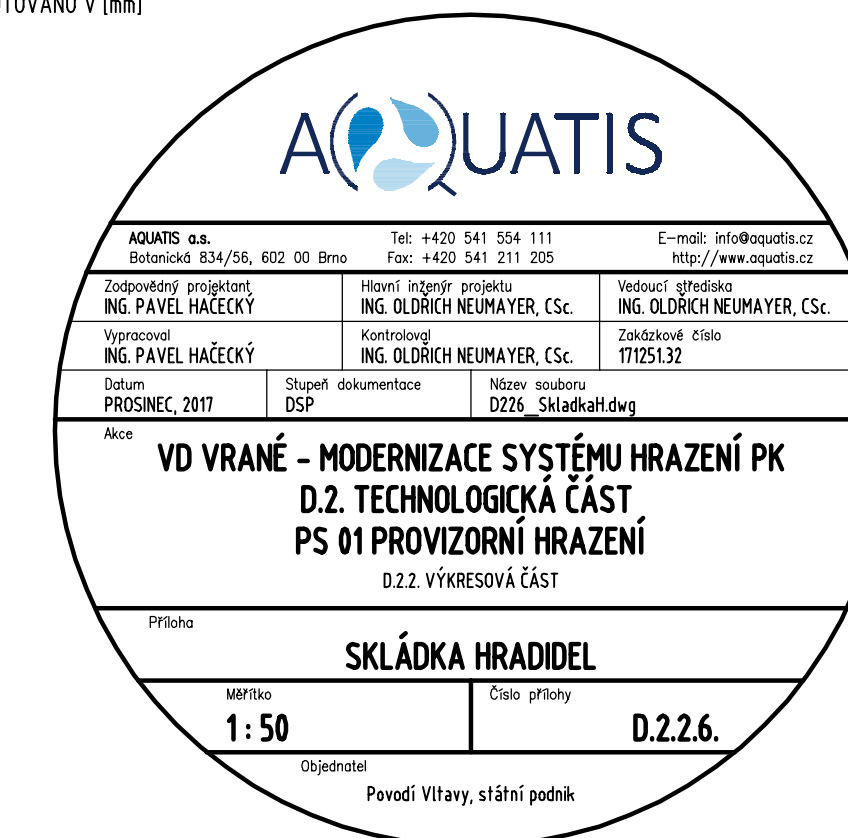 V [mm]
AQUATIS
AQUATIS a.s. Tel: +420 541 554 111 E-mail: info@aquatis.cz
Botanická 834/56, 602 00 Brno Fax: +420 541 211 205 http://www.aquatis.cz
Zodpovědný projektant Hlavní inženýr projektu Vedoucí střediska
ING. PAVEL HAČECKÝ ING. OLDŘICH NEUMAYER, CSc. ING. OLDŘICH NEUMAYER, CSc.
Vypracoval Kontroloval Zakázkové číslo
ING. PAVEL HAČECKÝ ING. OLDŘICH NEUMAYER, CSc. 171251.32
Datum Stupeň dokumentace Název souboru
PROSINEC, 2017 DSP D226_SkladkaH.dwg
Akce
VD VRANÉ - MODERNIZACE SYSTÉMU HRAZENÍ PK
D.2. TECHNOLOGICKÁ ČÁST
PS 01 PROVIZORNÍ HRAZENÍ
D.2.2. VÝKRESOVÁ ČÁST
Příloha
SKLÁDKA HRADIDEL
Měřítko Číslo přílohy
1 : 50 D.2.2.6.
Objednatel
Povodí Vltavy, státní podnik